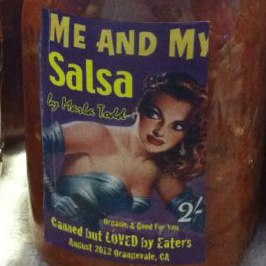 ME AND MY
Salsa
by Marla Todd
2/-
Organic & Good For You
Canned but LOVED by Eaters
August 2012 Orangevale, CA